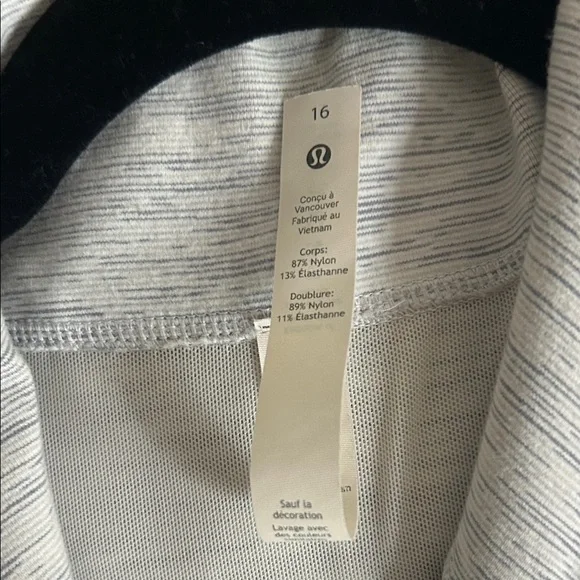 16
Conçu à
Vancouver
Fabriqué au
Vietnam
Corps:
87% Nylon
13% Élasthanne
Doublure:
89% Nylon
11% Élasthanne
Sauf la
décoration
Lavage avec
des couleurs